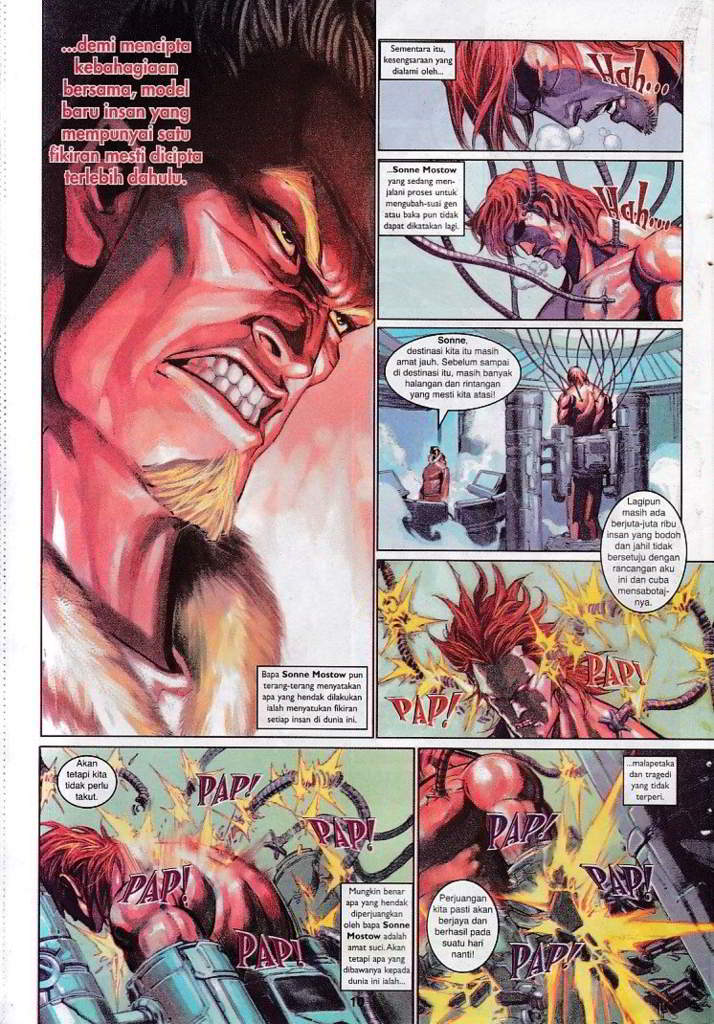 ...demi mencipta
kebahagiaan
bersama, model
baru insan yang
mempunyai satu
fikiran mesti dicipta
terlebih dahulu.
Bapa Sonne Mostow pun
terang-terang menyatakan
apa yang hendak dilakukan
ialah menyatukan fikiran
setiap insan di dunia ini.
Sementara itu,
kesengsaraan yang
dialami oleh...
Hah...
...Sonne Mostow
yang sedang men-
jalani proses untuk
mengubah-suai gen
atau baka pun tidak
dapat dikatakan lagi.
Hah...
Sonne,
destinasi kita itu masih
amat jauh. Sebelum sampai
di destinasi itu, masih banyak
halangan dan rintangan
yang mesti kita atasi!
Lagipun
masih ada
berjuta-juta ribu
insan yang bodoh
dan jahil tidak
bersetuju dengan
rancangan aku
ini dan cuba
mensabotaj-
nya.
PAP!
PAP!
Akan
tetapi kita
tidak perlu
takut.
PAP!
PAP!
PAP!
PAP!
Mungkin benar
apa yang hendak
diperjuangkan
oleh bapa Sonne
Mostow adalah
amat suci. Akan
tetapi apa yang
dibawanya kepada
dunia ini ialah...
...malapetaka
dan tragedi
yang tidak
terperi.
PAP!
PAP!
Perjuangan
kita pasti akan
berjaya dan
berhasil pada
suatu hari
nanti!
PAP!
10